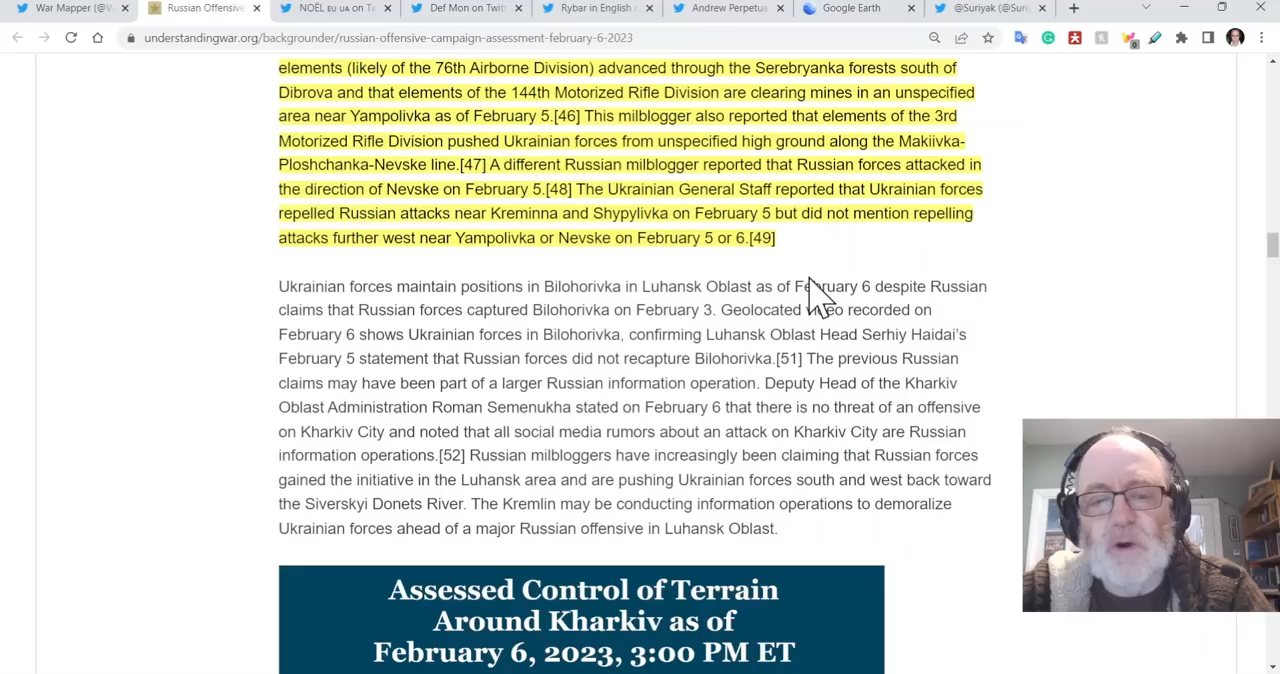 War Mapper (@V
Russian Offensive
NOËL EU UA on Tw
Def Mon on Twitt
Rybar in English o
Andrew Perpetua
Google Earth
@Suriyak (@Suriy
understandingwar.org/backgrounder/russian-offensive-campaign-assessment-february-6-2023
elements (likely of the 76th Airborne Division) advanced through the Serebryanka forests south of
Dibrova and that elements of the 144th Motorized Rifle Division are clearing mines in an unspecified
area near Yampolivka as of February 5.[46] This milblogger also reported that elements of the 3rd
Motorized Rifle Division pushed Ukrainian forces from unspecified high ground along the Makiivka-
Ploshchanka-Nevske line.[47] A different Russian milblogger reported that Russian forces attacked in
the direction of Nevske on February 5.[48] The Ukrainian General Staff reported that Ukrainian forces
repelled Russian attacks near Kreminna and Shypylivka on February 5 but did not mention repelling
attacks further west near Yampolivka or Nevske on February 5 or 6.[49]
Ukrainian forces maintain positions in Bilohorivka in Luhansk Oblast as of February 6 despite Russian
claims that Russian forces captured Bilohorivka on February 3. Geolocated video recorded on
February 6 shows Ukrainian forces in Bilohorivka, confirming Luhansk Oblast Head Serhiy Haidai's
February 5 statement that Russian forces did not recapture Bilohorivka.[51] The previous Russian
claims may have been part of a larger Russian information operation. Deputy Head of the Kharkiv
Oblast Administration Roman Semenukha stated on February 6 that there is no threat of an offensive
on Kharkiv City and noted that all social media rumors about an attack on Kharkiv City are Russian
information operations.[52] Russian milbloggers have increasingly been claiming that Russian forces
gained the initiative in the Luhansk area and are pushing Ukrainian forces south and west back toward
the Siverskyi Donets River. The Kremlin may be conducting information operations to demoralize
Ukrainian forces ahead of a major Russian offensive in Luhansk Oblast.
Assessed Control of Terrain
Around Kharkiv as of
February 6, 2023, 3:00 PM ET